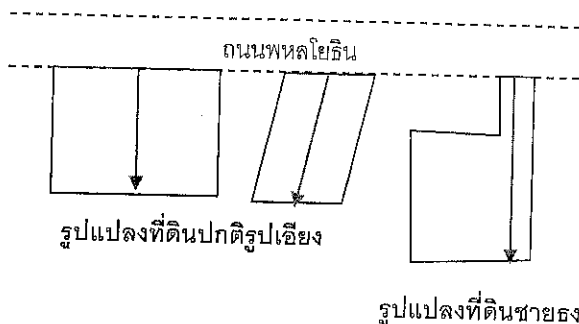 ถนนพหลโยธิน
รูปแปลงที่ดินปกติรูปเอียง
รูปแปลงที่ดินชายธง